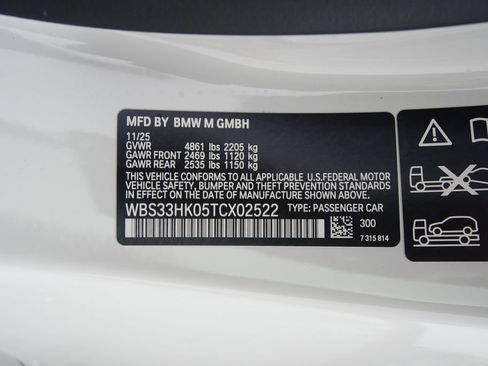 MFD BY BMW M GMBH
11/25
GVWR 4861 lbs 2205 kg
GAWR FRONT 2469 lbs 1120 kg
GAWR REAR 2535 lbs 1150 kg
THIS VEHICLE CONFORMS TO ALL APPLICABLE U.S.FEDERAL MOTOR
VEHICLE SAFETY, BUMPER AND THEFT PREVENTION STANDARDS
IN EFFECT ON THE DATE OF MANUFACTURE SHOWN ABOVE.
WBS33HK05TCX02522 TYPE: PASSENGER CAR
300
7 315 814